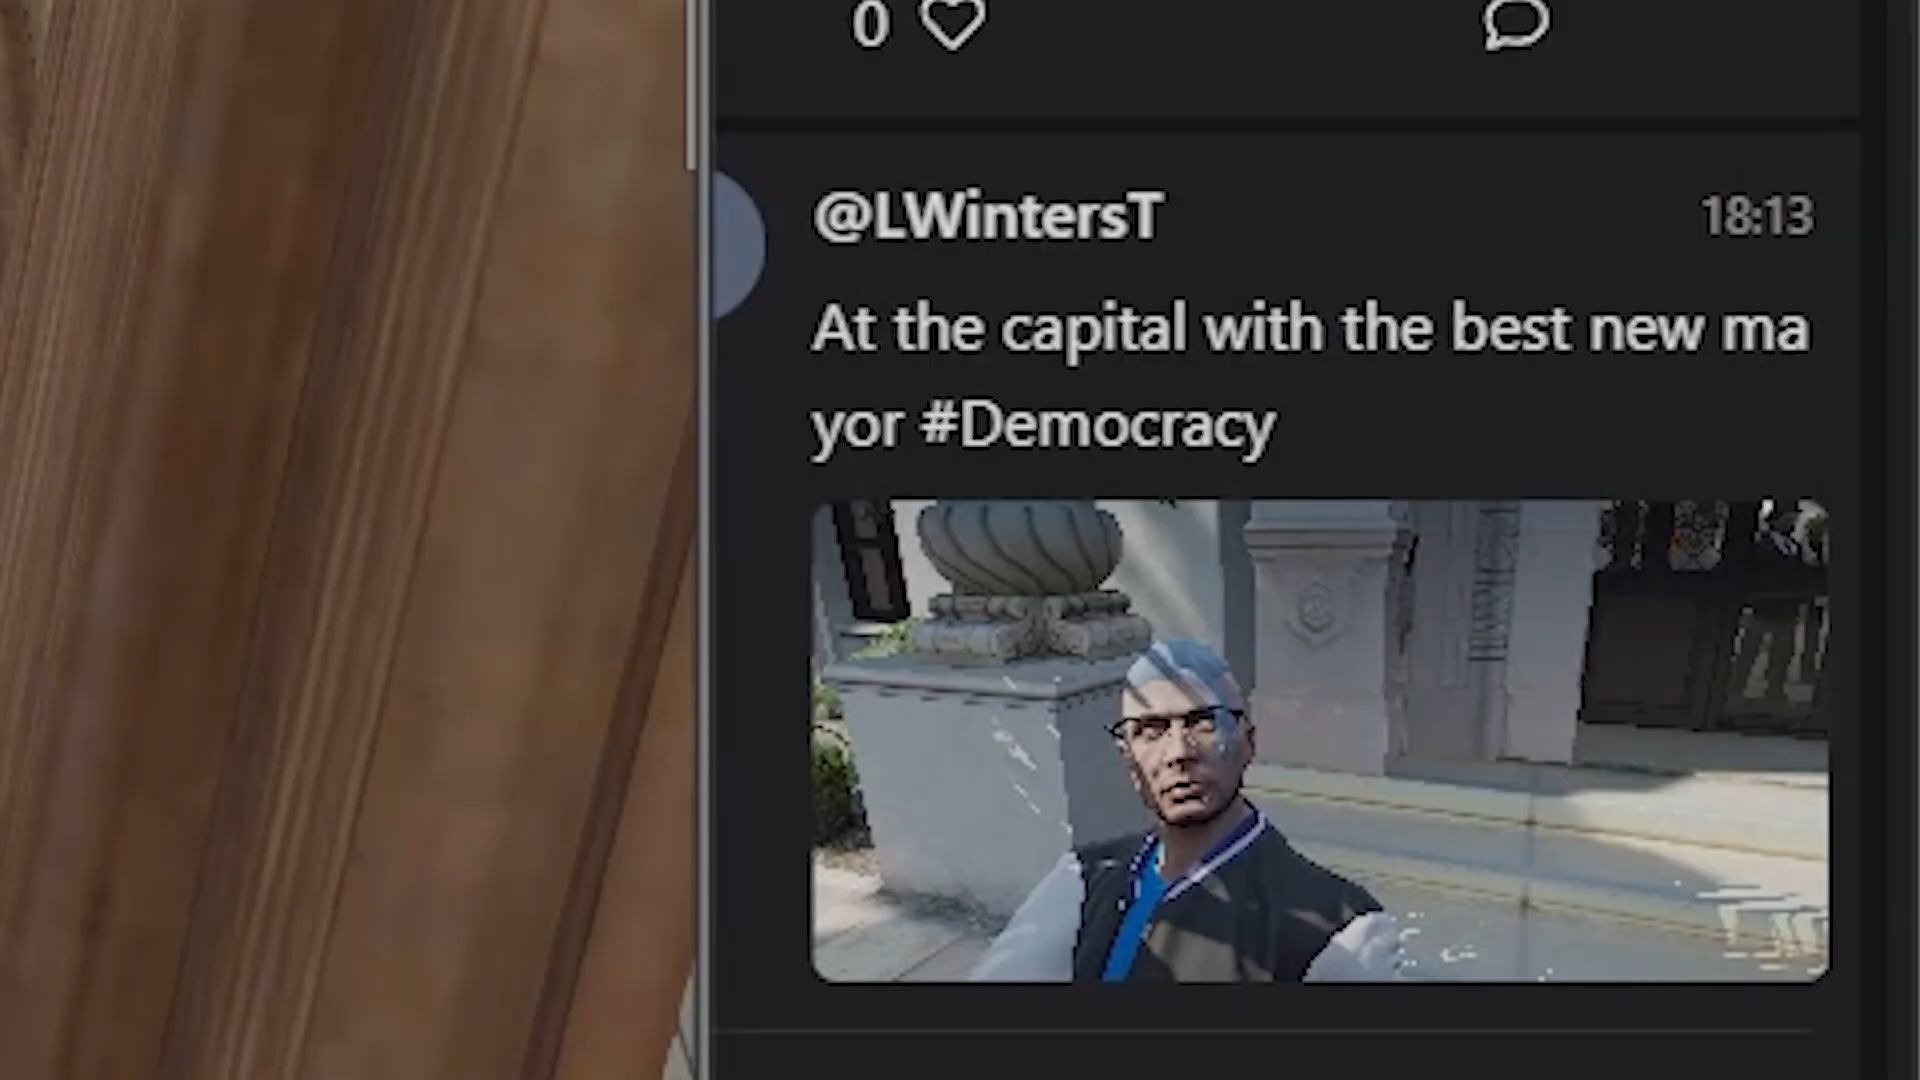 0
@LWintersT 18:13
At the capital with the best new ma
yor #Democracy